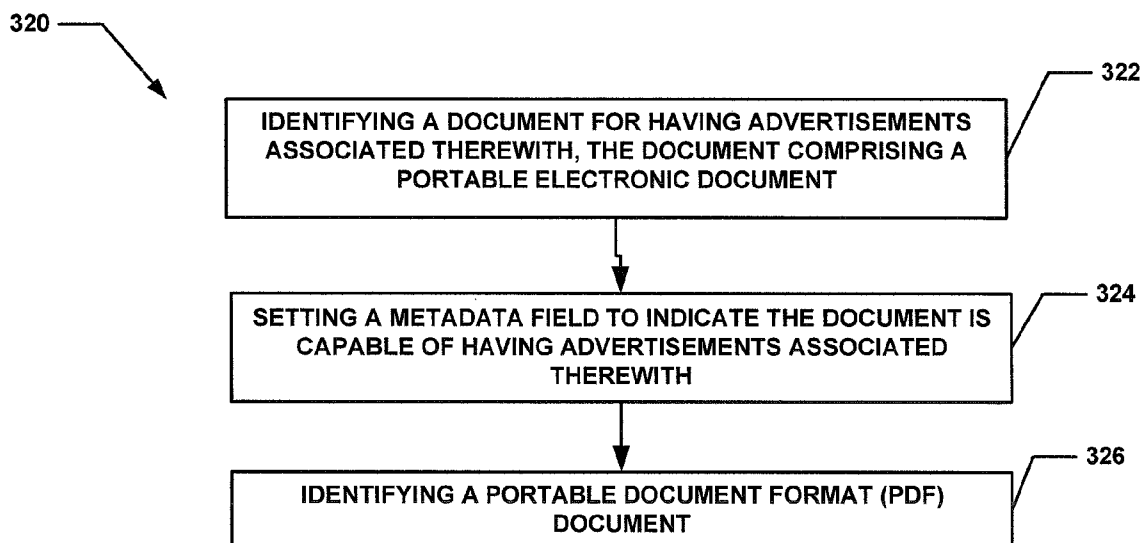 320
322
IDENTIFYING A DOCUMENT FOR HAVING ADVERTISEMENTS
ASSOCIATED THEREWITH, THE DOCUMENT COMPRISING A
PORTABLE ELECTRONIC DOCUMENT
324
SETTING A METADATA FIELD TO INDICATE THE DOCUMENT IS
CAPABLE OF HAVING ADVERTISEMENTS ASSOCIATED
THEREWITH
326
IDENTIFYING A PORTABLE DOCUMENT FORMAT (PDF)
DOCUMENT